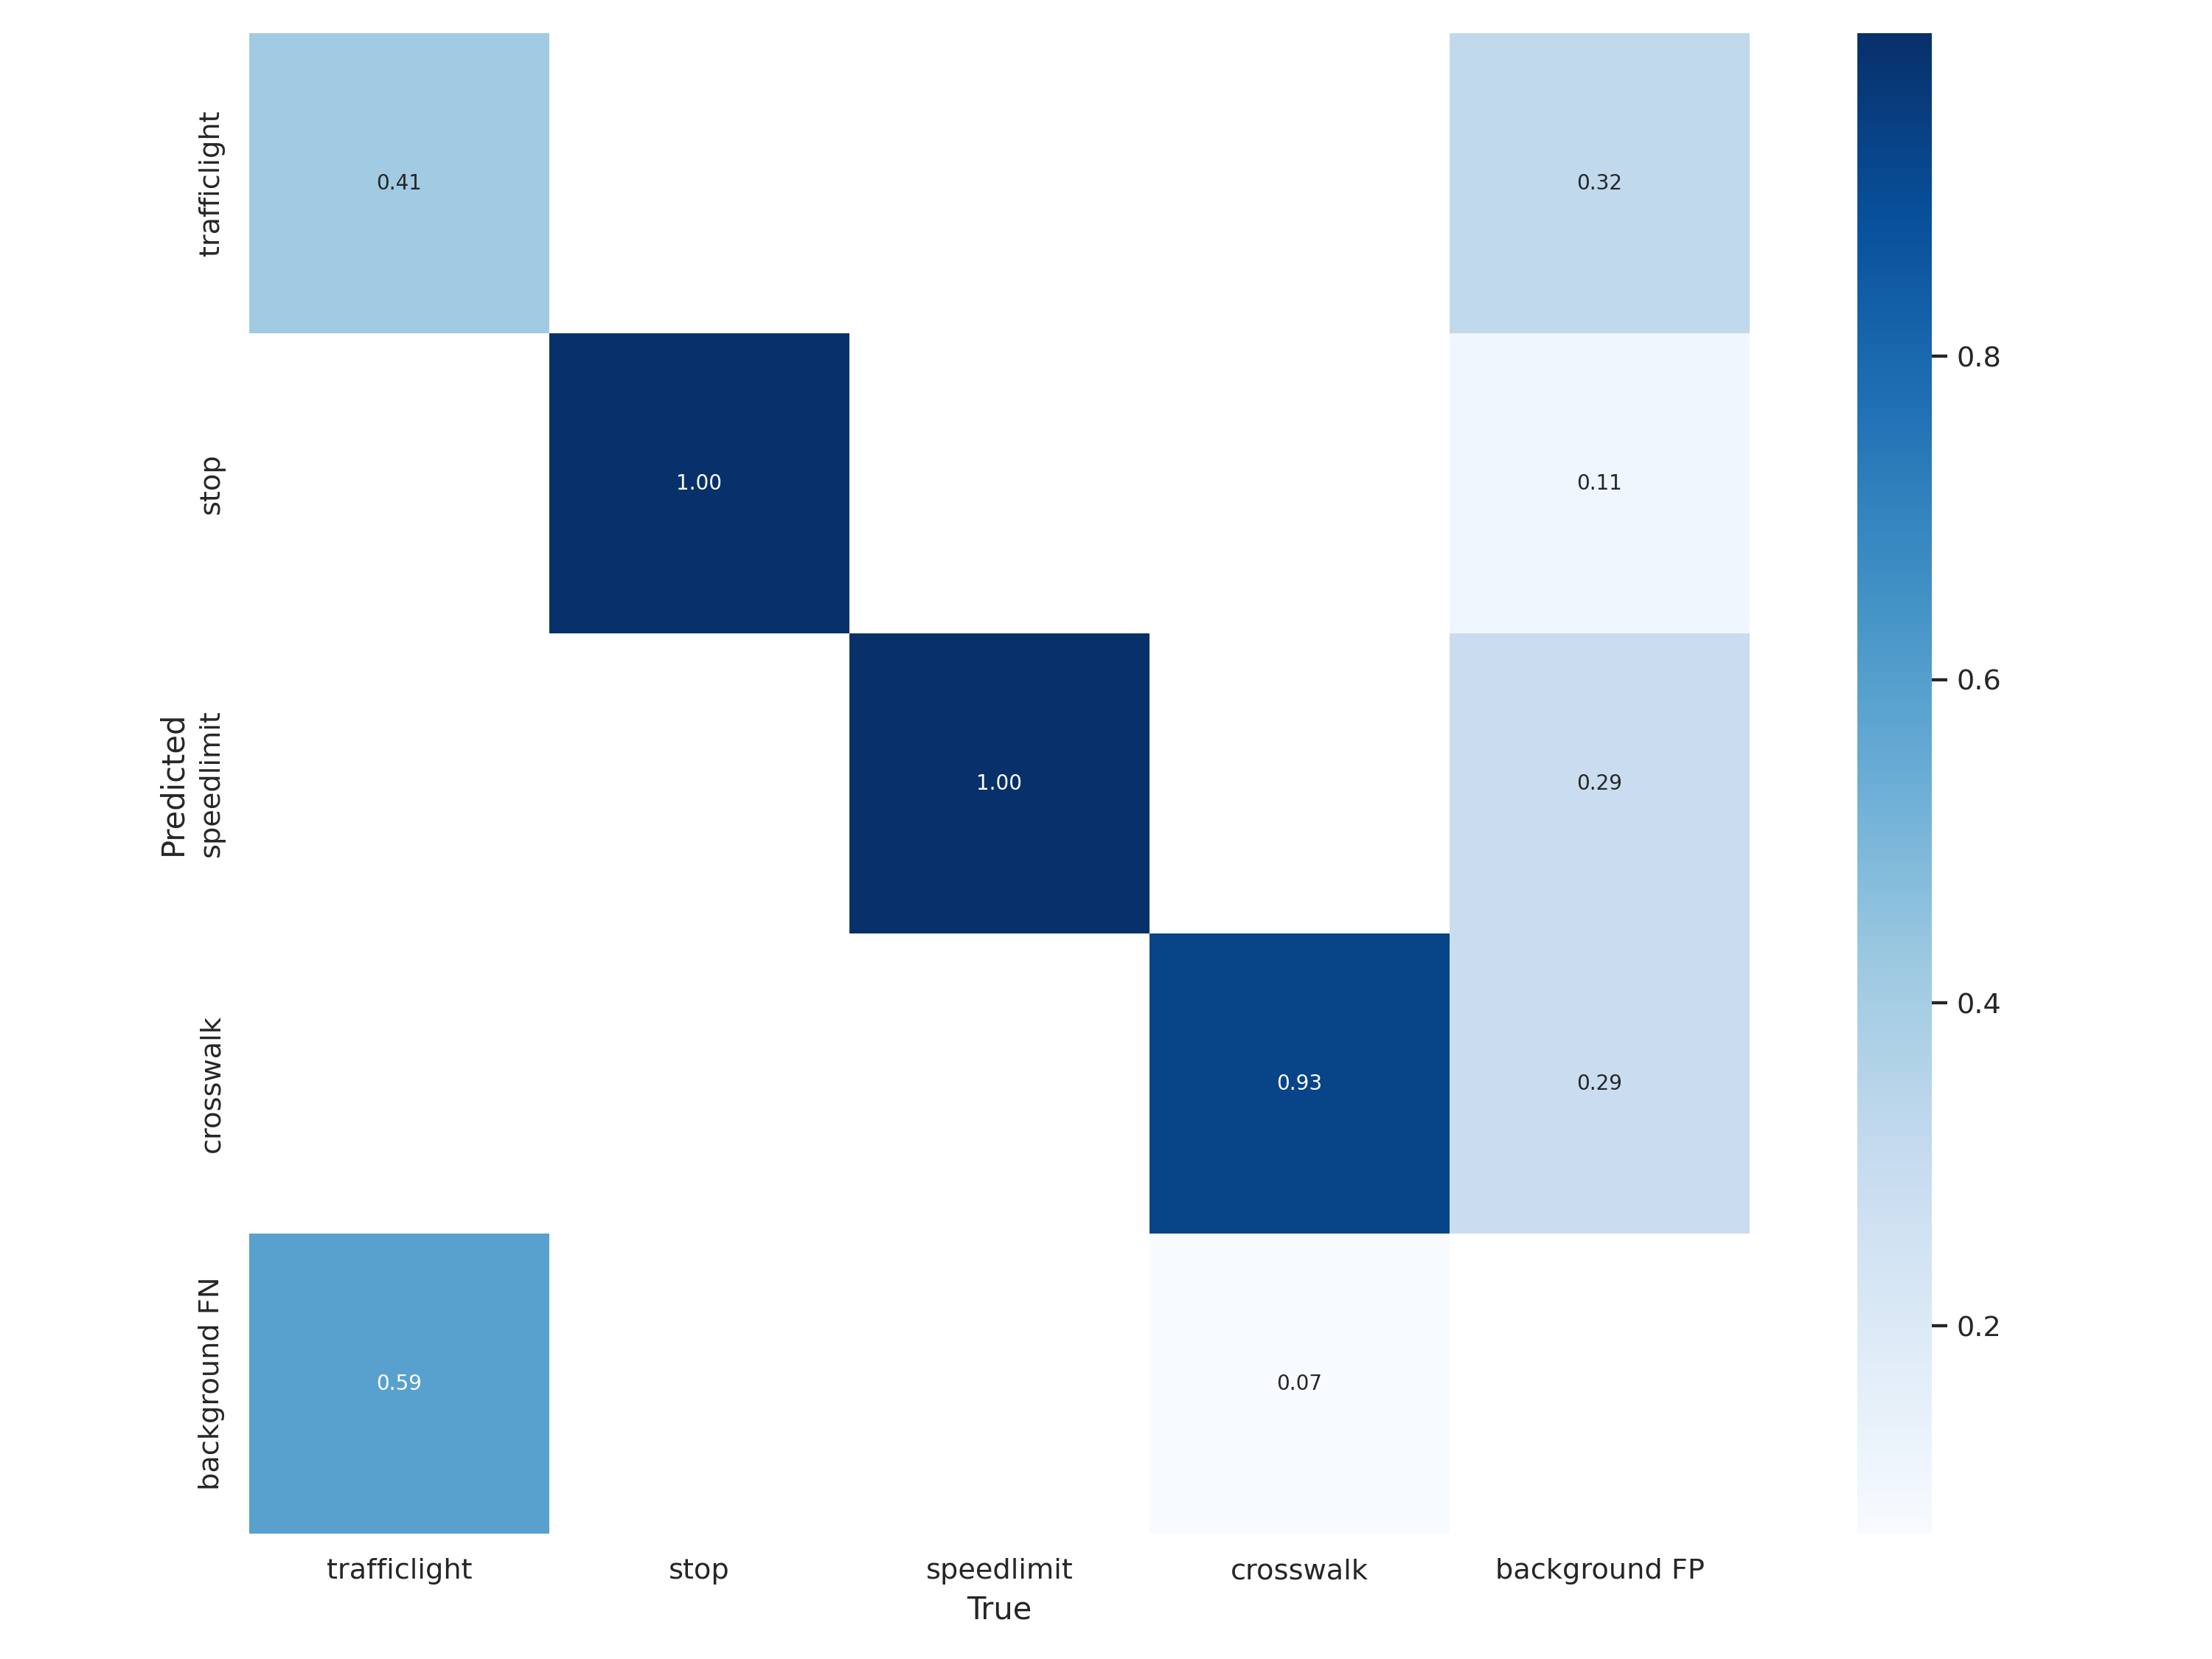 trafficlight
0.41
0.32
stop
1.00
0.11
0.8
Predicted
speedlimit
1.00
0.29
0.6
crosswalk
0.93
0.29
0.4
background FN
0.59
0.07
0.2
trafficlight
stop
speedlimit
crosswalk
background FP
True